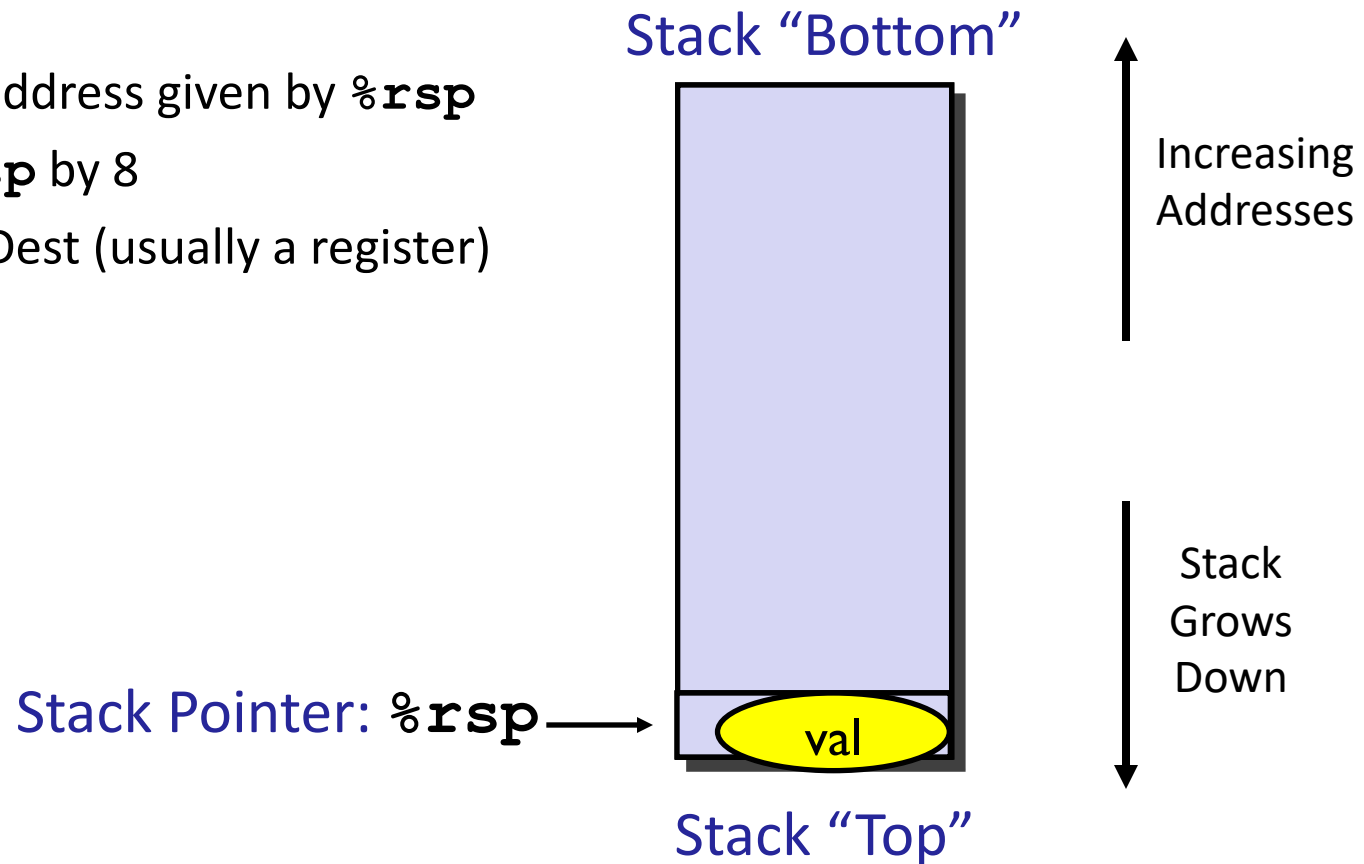 Stack “Bottom”
ddress given by %rsp
p by 8
Dest (usually a register)
Increasing
Addresses
Stack
Grows
Down
Stack Pointer: %rsp
val
Stack “Top”